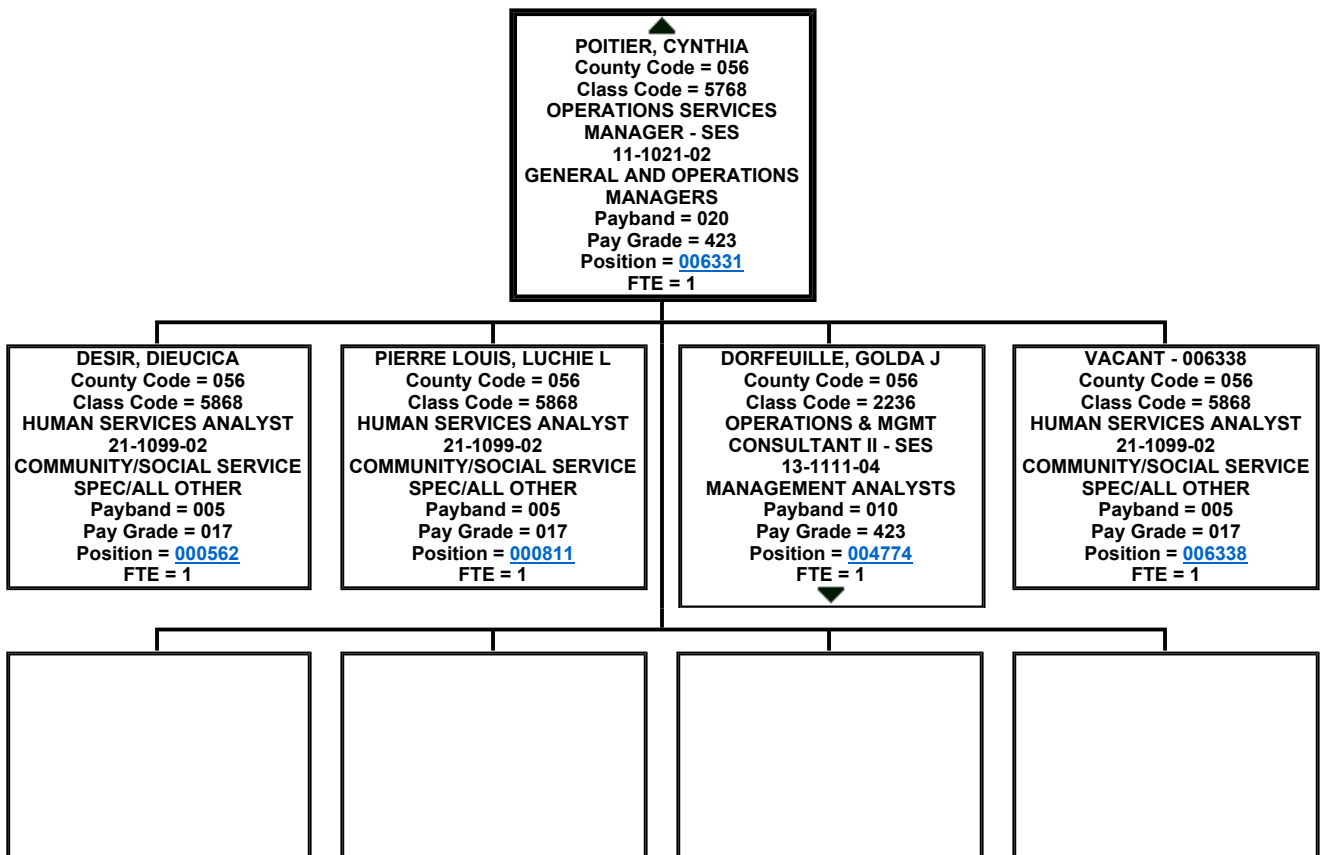 POITIER, CYNTHIA
County Code = 056
Class Code = 5768
OPERATIONS SERVICES
MANAGER - SES
11-1021-02
GENERAL AND OPERATIONS
MANAGERS
Payband = 020
Pay Grade = 423
Position = 006331
FTE = 1
DESIR, DIEUCICA
County Code = 056
Class Code = 5868
HUMAN SERVICES ANALYST
21-1099-02
COMMUNITY/SOCIAL SERVICE
SPEC/ALL OTHER
Payband = 005
Pay Grade = 017
Position = 000562
FTE = 1
PIERRE LOUIS, LUCHIE L
County Code = 056
Class Code = 5868
HUMAN SERVICES ANALYST
21-1099-02
COMMUNITY/SOCIAL SERVICE
SPEC/ALL OTHER
Payband = 005
Pay Grade = 017
Position = 000811
FTE = 1
DORFEUILLE, GOLDA J
County Code = 056
Class Code = 2236
OPERATIONS & MGMT
CONSULTANT II - SES
13-1111-04
MANAGEMENT ANALYSTS
Payband = 010
Pay Grade = 423
Position = 004774
FTE = 1
VACANT - 006338
County Code = 056
Class Code = 5868
HUMAN SERVICES ANALYST
21-1099-02
COMMUNITY/SOCIAL SERVICE
SPEC/ALL OTHER
Payband = 005
Pay Grade = 017
Position = 006338
FTE = 1